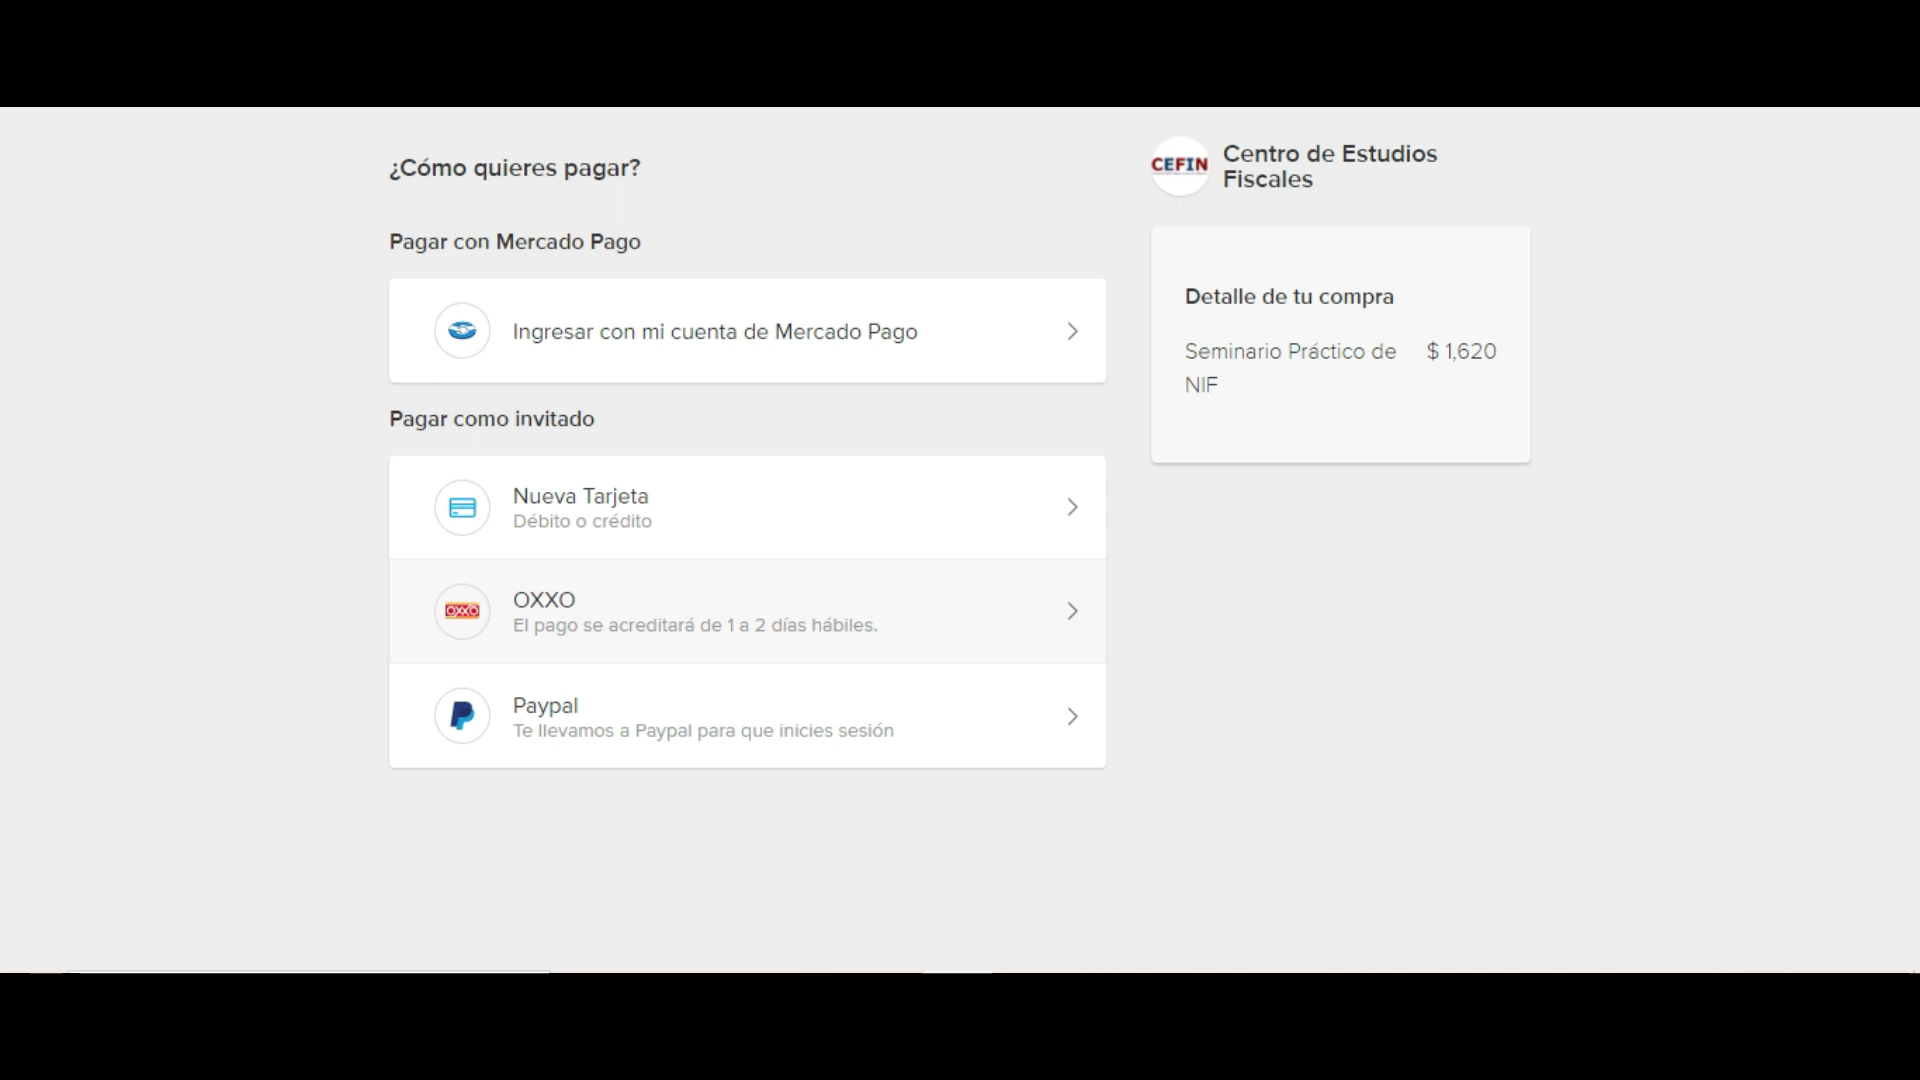 ¿Cómo quieres pagar?
Pagar con Mercado Pago
Ingresar con mi cuenta de Mercado Pago
Pagar como invitado
Nueva Tarjeta
Débito o crédito
OXXO
OXXO
El pago se acreditará de 1 a 2 días hábiles.
Paypal
Te llevamos a Paypal para que inicies sesión
CEFIN
Centro de Estudios
Fiscales
Detalle de tu compra
Seminario Práctico de $ 1,620
NIF